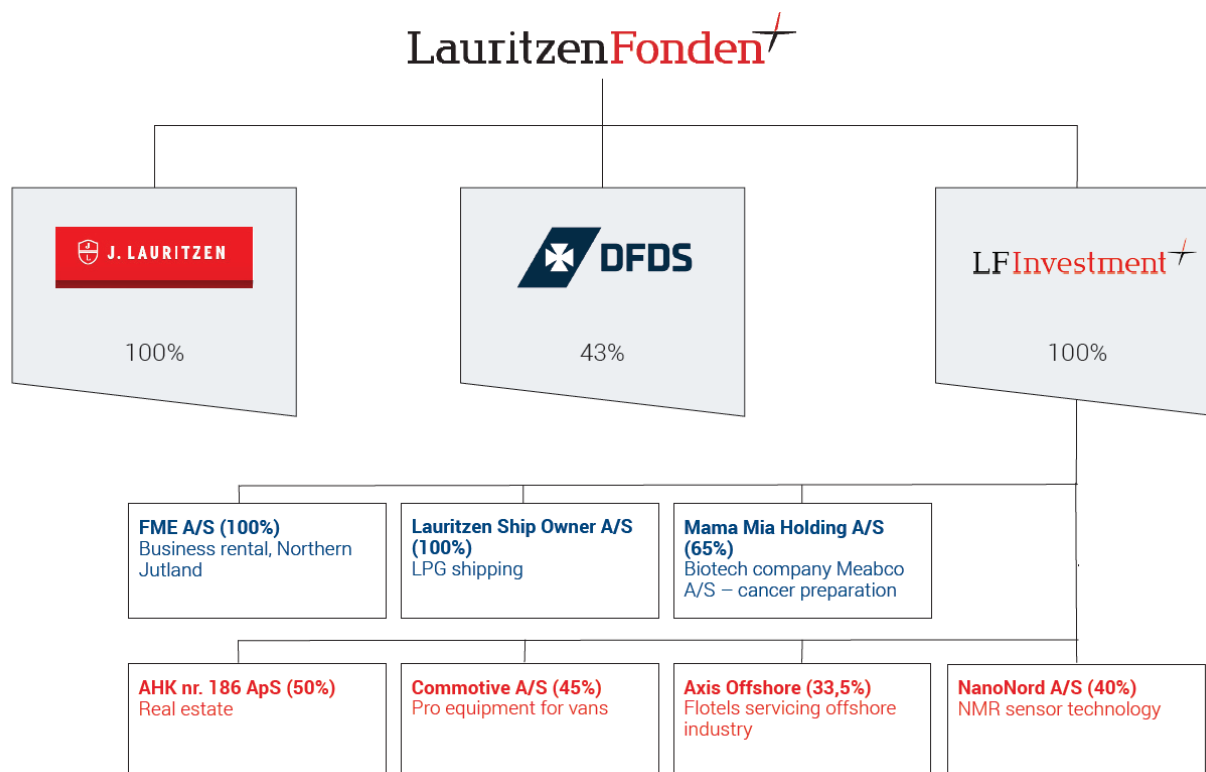 LauritzenFonden
J L J. LAURITZEN
DFDS
LFInvestment
100%
43%
100%
FME A/S (100%)
Business rental, Northern
Jutland
Lauritzen Ship Owner A/S
(100%)
LPG shipping
Mama Mia Holding A/S
(65%)
Biotech company Meabco
A/S – cancer preparation
AHK nr. 186 ApS (50%)
Real estate
Commotive A/S (45%)
Pro equipment for vans
Axis Offshore (33,5%)
Flotels servicing offshore
industry
NanoNord A/S (40%)
NMR sensor technology